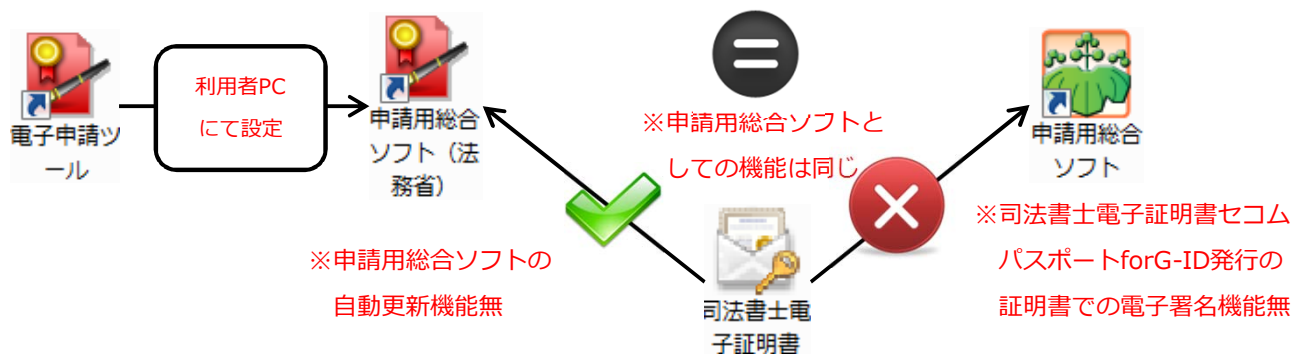 電子申請ツ
ール
利用者PC
にて設定
申請用総合
ソフト（法
務省）
※申請用総合ソフトと
しての機能は同じ
申請用総合
ソフト
※申請用総合ソフトの
自動更新機能無
司法書士電
子証明書
※司法書士電子証明書セコム
パスポートforG-ID発行の
証明書での電子署名機能無